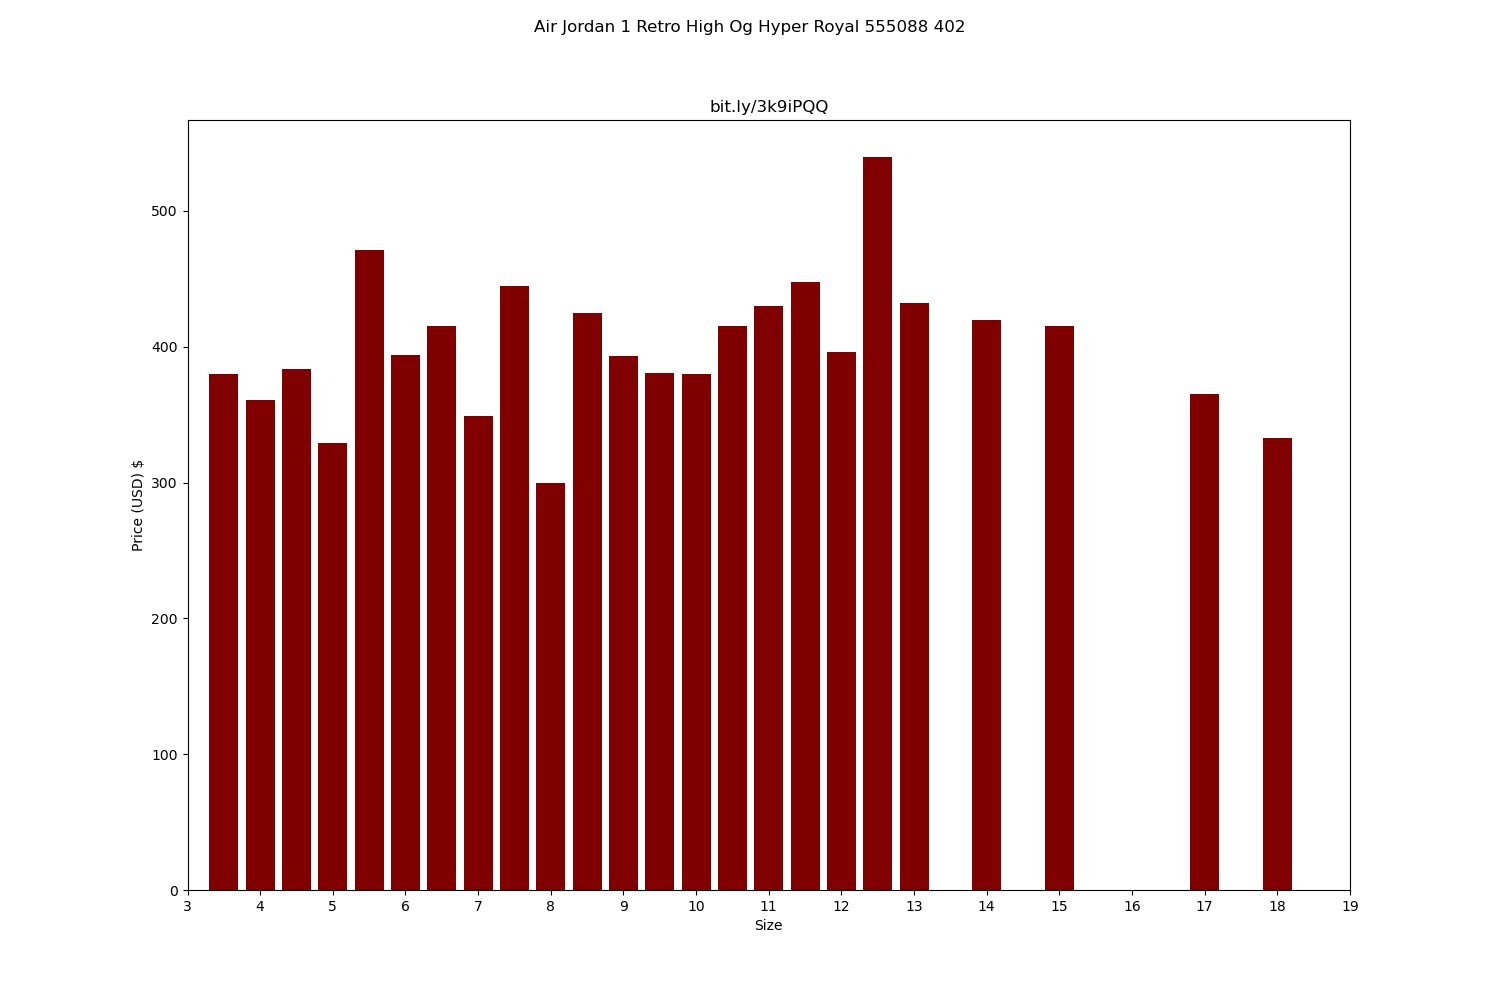 Air Jordan 1 Retro High Og Hyper Royal 555088 402
bit.ly/3k9iPQQ
500
400
300
200
100
0
Price (USD) $
3 4 5 6 7 8 9 10 11 12 13 14 15 16 17 18 19
Size